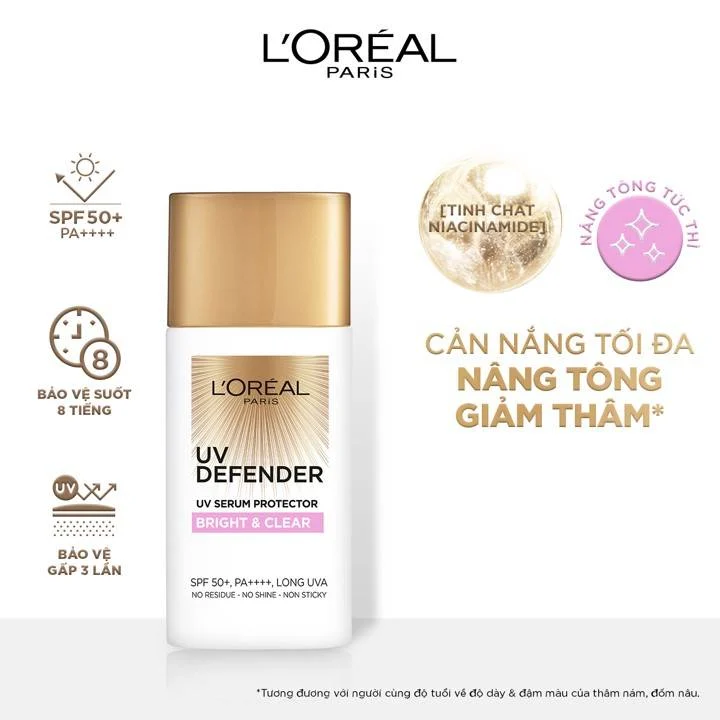 L'ORÉAL
PARiS
SPF 50+
PA++++
8
BẢO VỆ SUỐT
8 TIẾNG
UV
BẢO VỆ
GẤP 3 LẦN
L'ORÉAL
PARiS
UV
DEFENDER
UV SERUM PROTECTOR
BRIGHT & CLEAR
SPF 50+, PA++++, LONG UVA
NO RESIDUE - NO SHINE - NON STICKY
[TINH CHẤT
NIACINAMIDE]
NÂNG TÔNG TỨC THÌ
CẢN NẮNG TỐI ĐA
NÂNG TÔNG
GIẢM THÂM*
*Tương đương với người cùng độ tuổi về độ dày & đậm màu của thâm nám, đốm nâu.